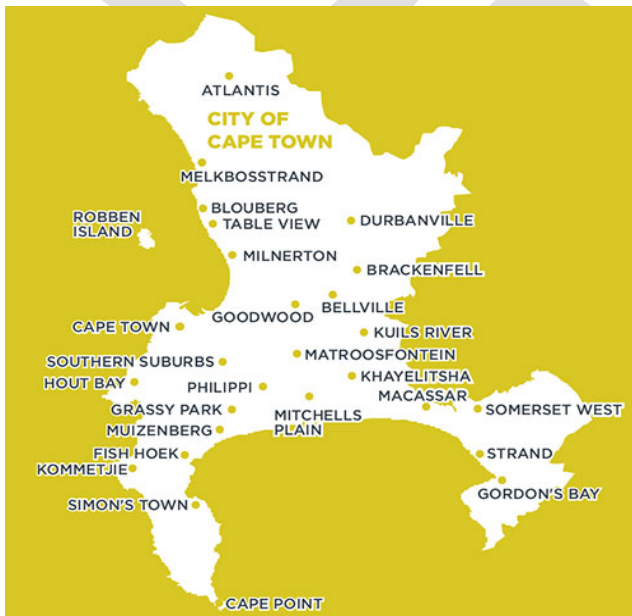 ATLANTIS
CITY OF
CAPE TOWN
MELKBOSSTRAND
BLOUBERG
ROBBEN
ISLAND
TABLE VIEW
DURBANVILLE
MILNERTON
BRACKENFELL
BELLVILLE
GOODWOOD
CAPE TOWN
KUILS RIVER
SOUTHERN SUBURBS
MATROOSFONTEIN
HOUT BAY
PHILIPPI
KHAYELITSHA
MACASSAR
GRASSY PARK
MITCHELLS
PLAIN
SOMERSET WEST
MUIZENBERG
FISH HOEK
STRAND
KOMMETJIE
GORDON'S BAY
SIMON'S TOWN
CAPE POINT